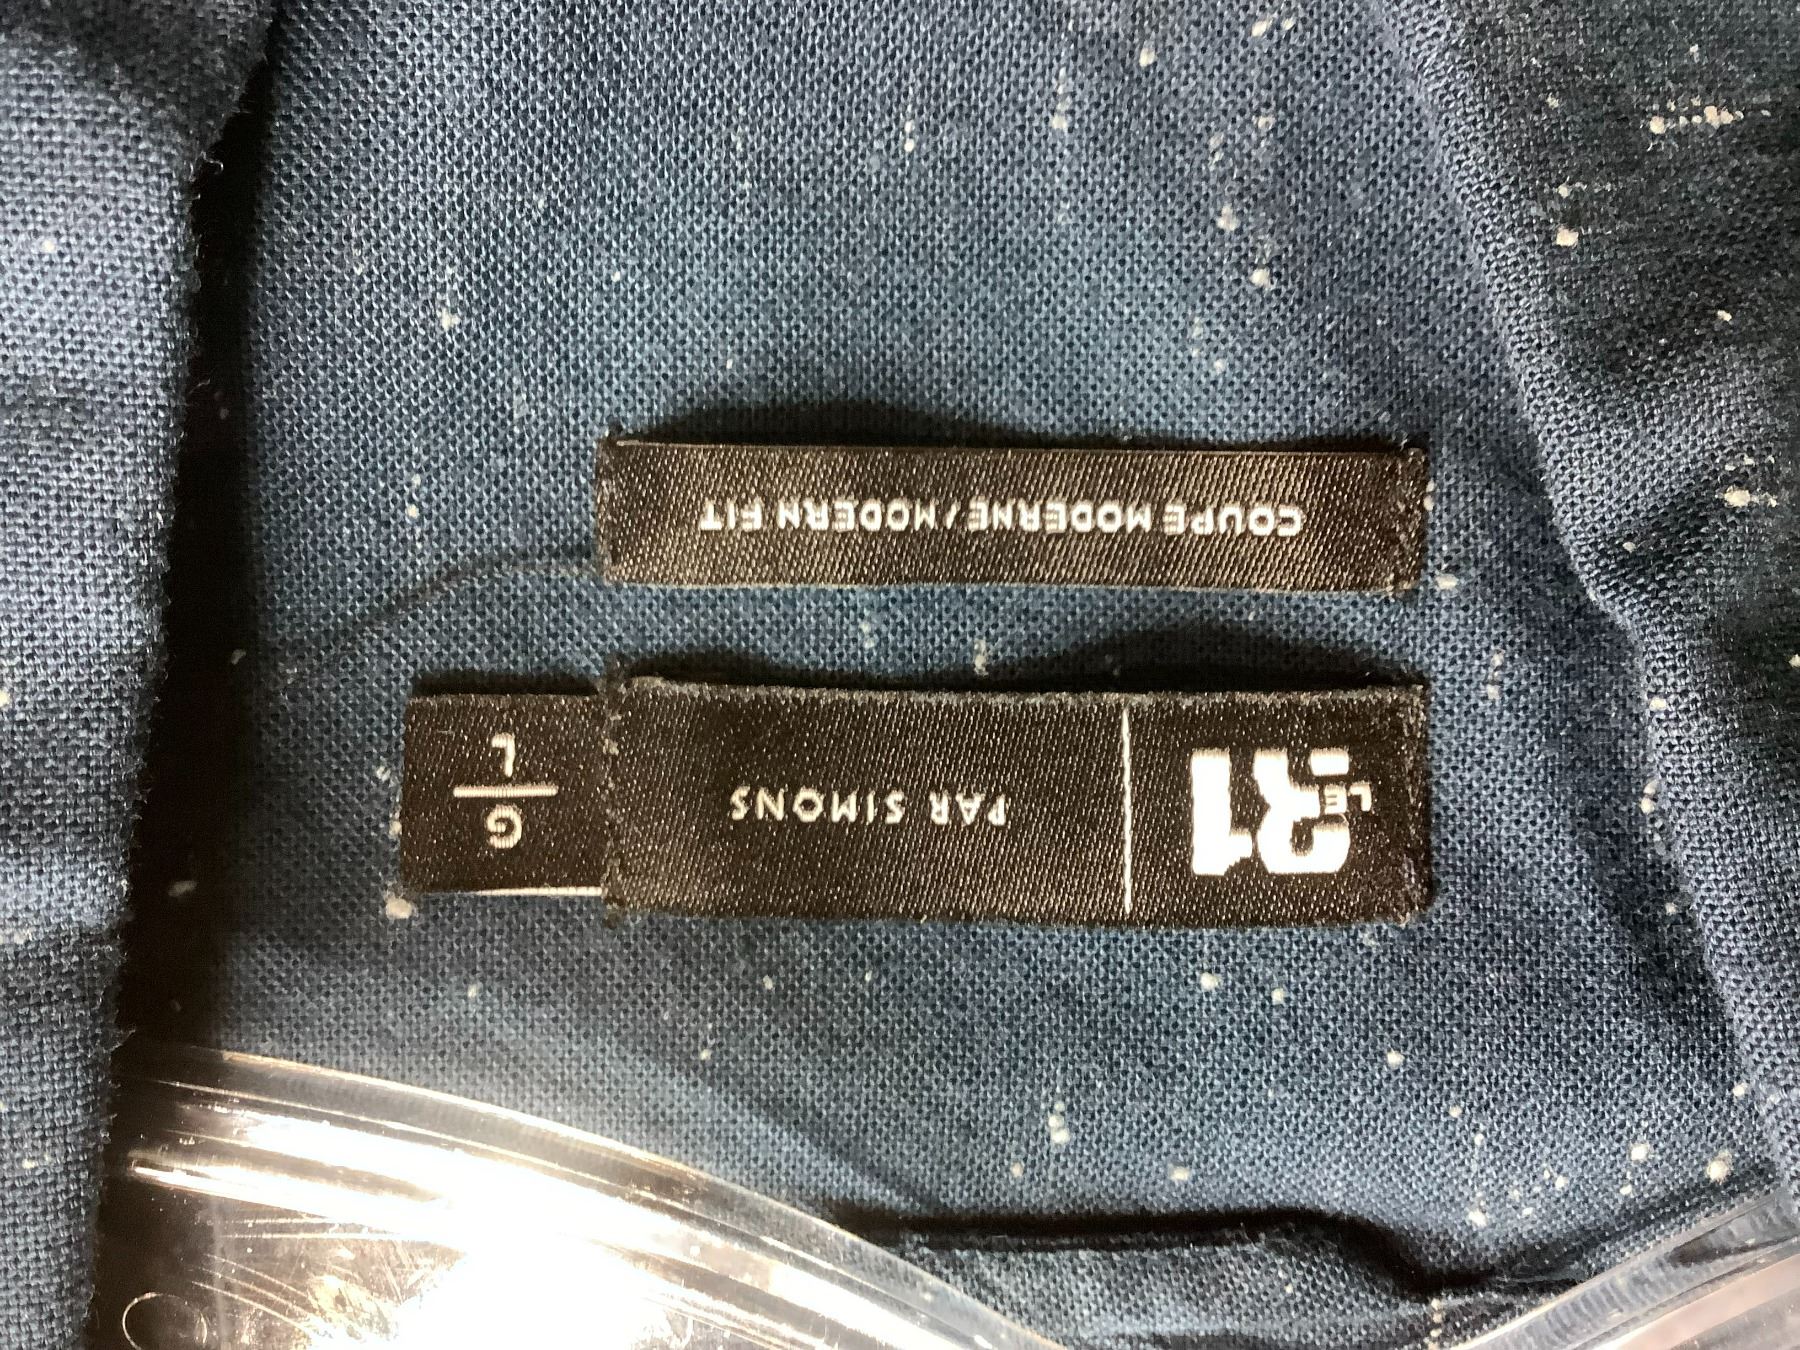 LE 31
PAR SIMONS
G
L
COUPE MODERNE / MODERN FIT